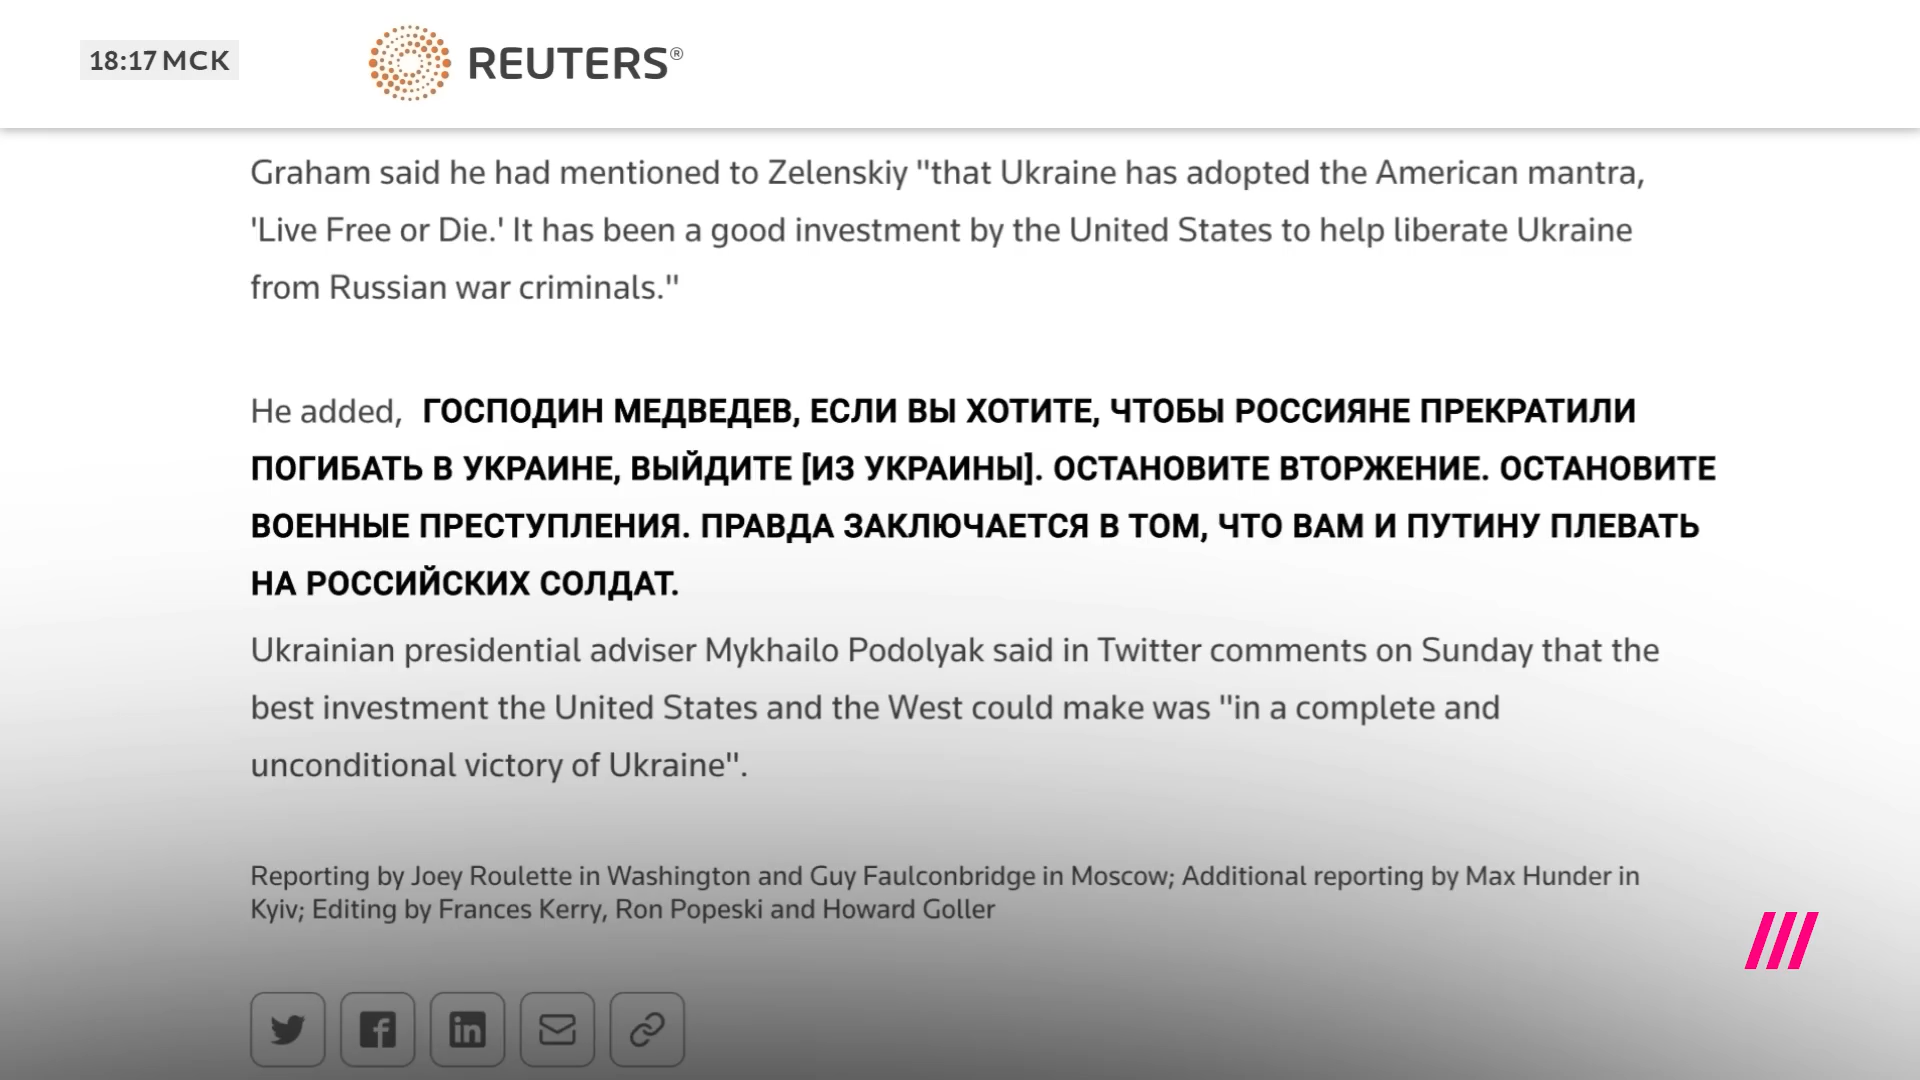 18:17 МСК
REUTERS®
Graham said he had mentioned to Zelenskiy "that Ukraine has adopted the American mantra,
'Live Free or Die.' It has been a good investment by the United States to help liberate Ukraine
from Russian war criminals."
He added, ГОСПОДИН МЕДВЕДЕВ, ЕСЛИ ВЫ ХОТИТЕ, ЧТОБЫ РОССИЯНЕ ПРЕКРАТИЛИ
ПОГИБАТЬ В УКРАИНЕ, ВЫЙДИТЕ [ИЗ УКРАИНЫ]. ОСТАНОВИТЕ ВТОРЖЕНИЕ. ОСТАНОВИТЕ
ВОЕННЫЕ ПРЕСТУПЛЕНИЯ. ПРАВДА ЗАКЛЮЧАЕТСЯ В ТОМ, ЧТО ВАМ И ПУТИНУ ПЛЕВАТЬ
НА РОССИЙСКИХ СОЛДАТ.
Ukrainian presidential adviser Mykhailo Podolyak said in Twitter comments on Sunday that the
best investment the United States and the West could make was "in a complete and
unconditional victory of Ukraine".
Reporting by Joey Roulette in Washington and Guy Faulconbridge in Moscow; Additional reporting by Max Hunder in
Kyiv; Editing by Frances Kerry, Ron Popeski and Howard Goller